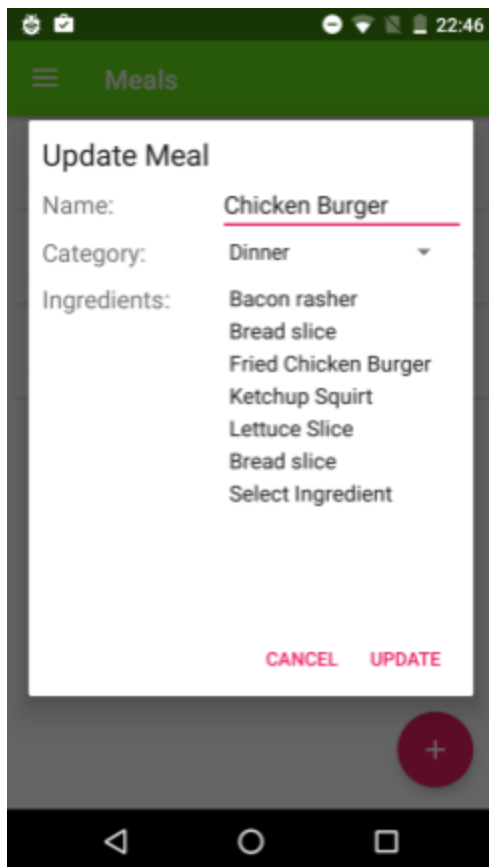 22:46
Meals
Update Meal
Name: Chicken Burger
Category: Dinner
Ingredients: Bacon rasher
Bread slice
Fried Chicken Burger
Ketchup Squirt
Lettuce Slice
Bread slice
Select Ingredient
CANCEL UPDATE
+